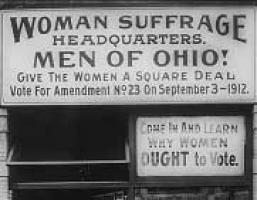 WOMAN SUFFRAGE
HEADQUARTERS.
MEN OF OHIO!
GIVE THE WOMEN A SQUARE DEAL
Vote For Amendment No 23 On September 3-1912.
COME IN AND LEARN
WHY WOMEN
OUGHT to Vote.